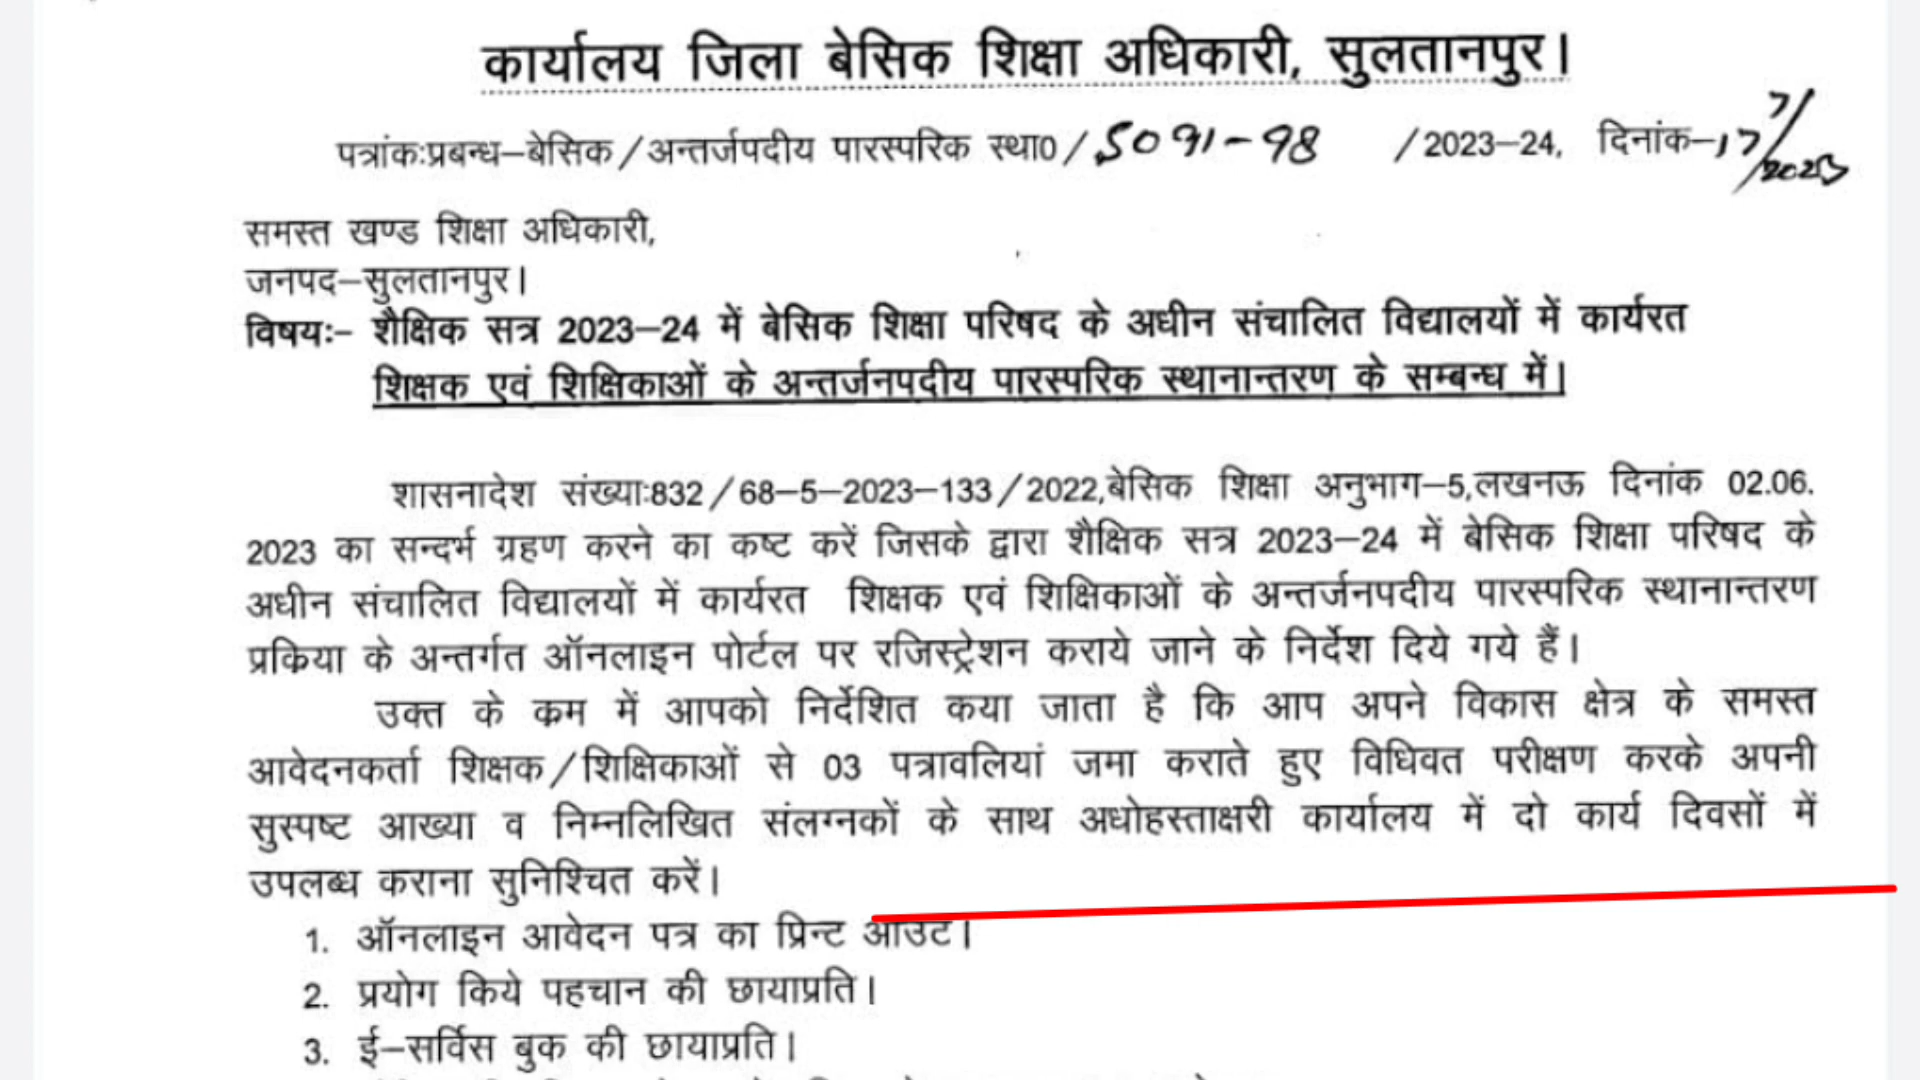 कार्यालय जिला बेसिक शिक्षा अधिकारी, सुलतानपुर।
पत्रांक:प्रबन्ध–बेसिक/अन्तर्जपदीय पारस्परिक स्था0/5091-98 /2023–24, दिनांक–17/7/2023
समस्त खण्ड शिक्षा अधिकारी,
जनपद–सुलतानपुर।
विषयः- शैक्षिक सत्र 2023–24 में बेसिक शिक्षा परिषद के अधीन संचालित विद्यालयों में कार्यरत
शिक्षक एवं शिक्षिकाओं के अन्तर्जनपदीय पारस्परिक स्थानान्तरण के सम्बन्ध में।
शासनादेश संख्याः832/68–5–2023–133/2022,बेसिक शिक्षा अनुभाग–5,लखनऊ दिनांक 02.06.
2023 का सन्दर्भ ग्रहण करने का कष्ट करें जिसके द्वारा शैक्षिक सत्र 2023–24 में बेसिक शिक्षा परिषद के
अधीन संचालित विद्यालयों में कार्यरत शिक्षक एवं शिक्षिकाओं के अन्तर्जनपदीय पारस्परिक स्थानान्तरण
प्रकिया के अन्तर्गत ऑनलाइन पोर्टल पर रजिस्ट्रेशन कराये जाने के निर्देश दिये गये हैं।
उक्त के कम में आपको निर्देशित कया जाता है कि आप अपने विकास क्षेत्र के समस्त
आवेदनकर्ता शिक्षक/शिक्षिकाओं से 03 पत्रावलियां जमा कराते हुए विधिवत परीक्षण करके अपनी
सुस्पष्ट आख्या व निम्नलिखित संलग्नकों के साथ अधोहस्ताक्षरी कार्यालय में दो कार्य दिवसों में
उपलब्ध कराना सुनिश्चित करें।
1. ऑनलाइन आवेदन पत्र का प्रिन्ट आउट।
2. प्रयोग किये पहचान की छायाप्रति।
3. ई–सर्विस बुक की छायाप्रति।